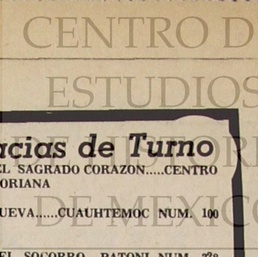 CENTRO D
ESTUDIOS
acias de Turno
EL SAGRADO CORAZON.....CENTRO
DE HISTORI
ORIANA
DE MEXICO
UEVA......CUAUHTEMOC NUM. 100
EL SOCORRO PATONI NUM